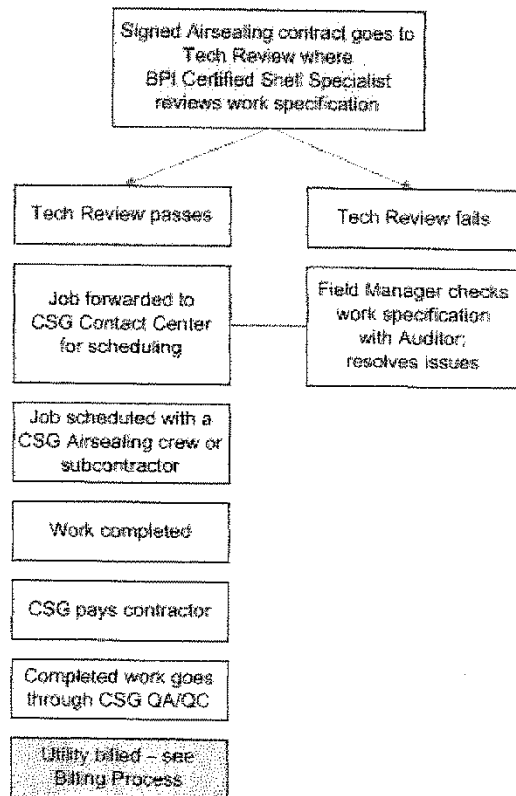 Signed Airsealing contract goes to
Tech Review where
BPI Certified Shell Specialist
reviews work specification
Tech Review passes
Tech Review fails
Job forwarded to
CSG Contact Center
for scheduling
Field Manager checks
work specification
with Auditor;
resolves issues
Job scheduled with a
CSG Airsealing crew or
subcontractor
Work completed
CSG pays contractor
Completed work goes
through CSG QA/QC
Utility billed – see
Billing Process